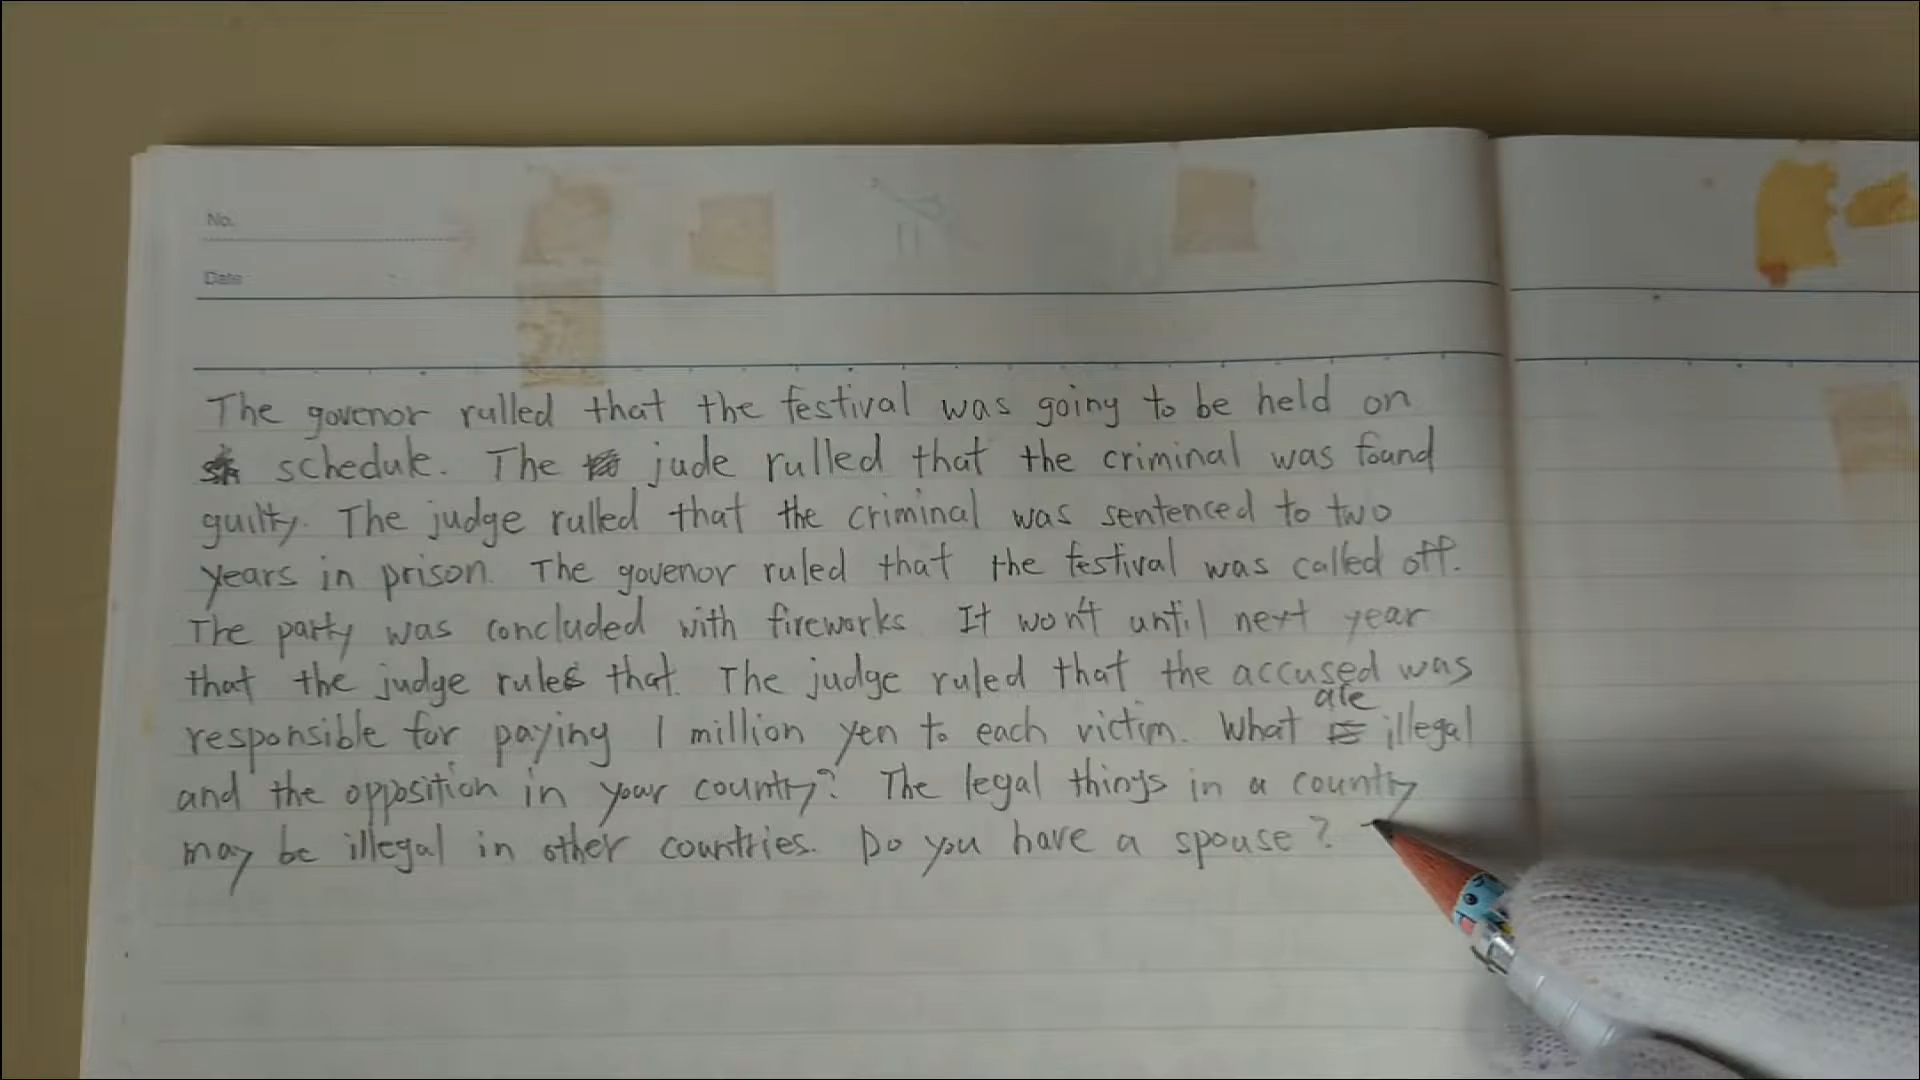 No.
Date
The govenor rulled that the festival was going to be held on
schedule. The jude rulled that the criminal was found
guilty. The judge rulled that the criminal was sentenced to two
years in prison. The govenor ruled that the festival was called off.
The party was concluded with fireworks. It won't until next year
that the judge rules that. The judge ruled that the accused was
are
responsible for paying 1 million yen to each victim. What illegal
and the opposition in your country? The legal things in a country
may be illegal in other countries. Do you have a spouse?